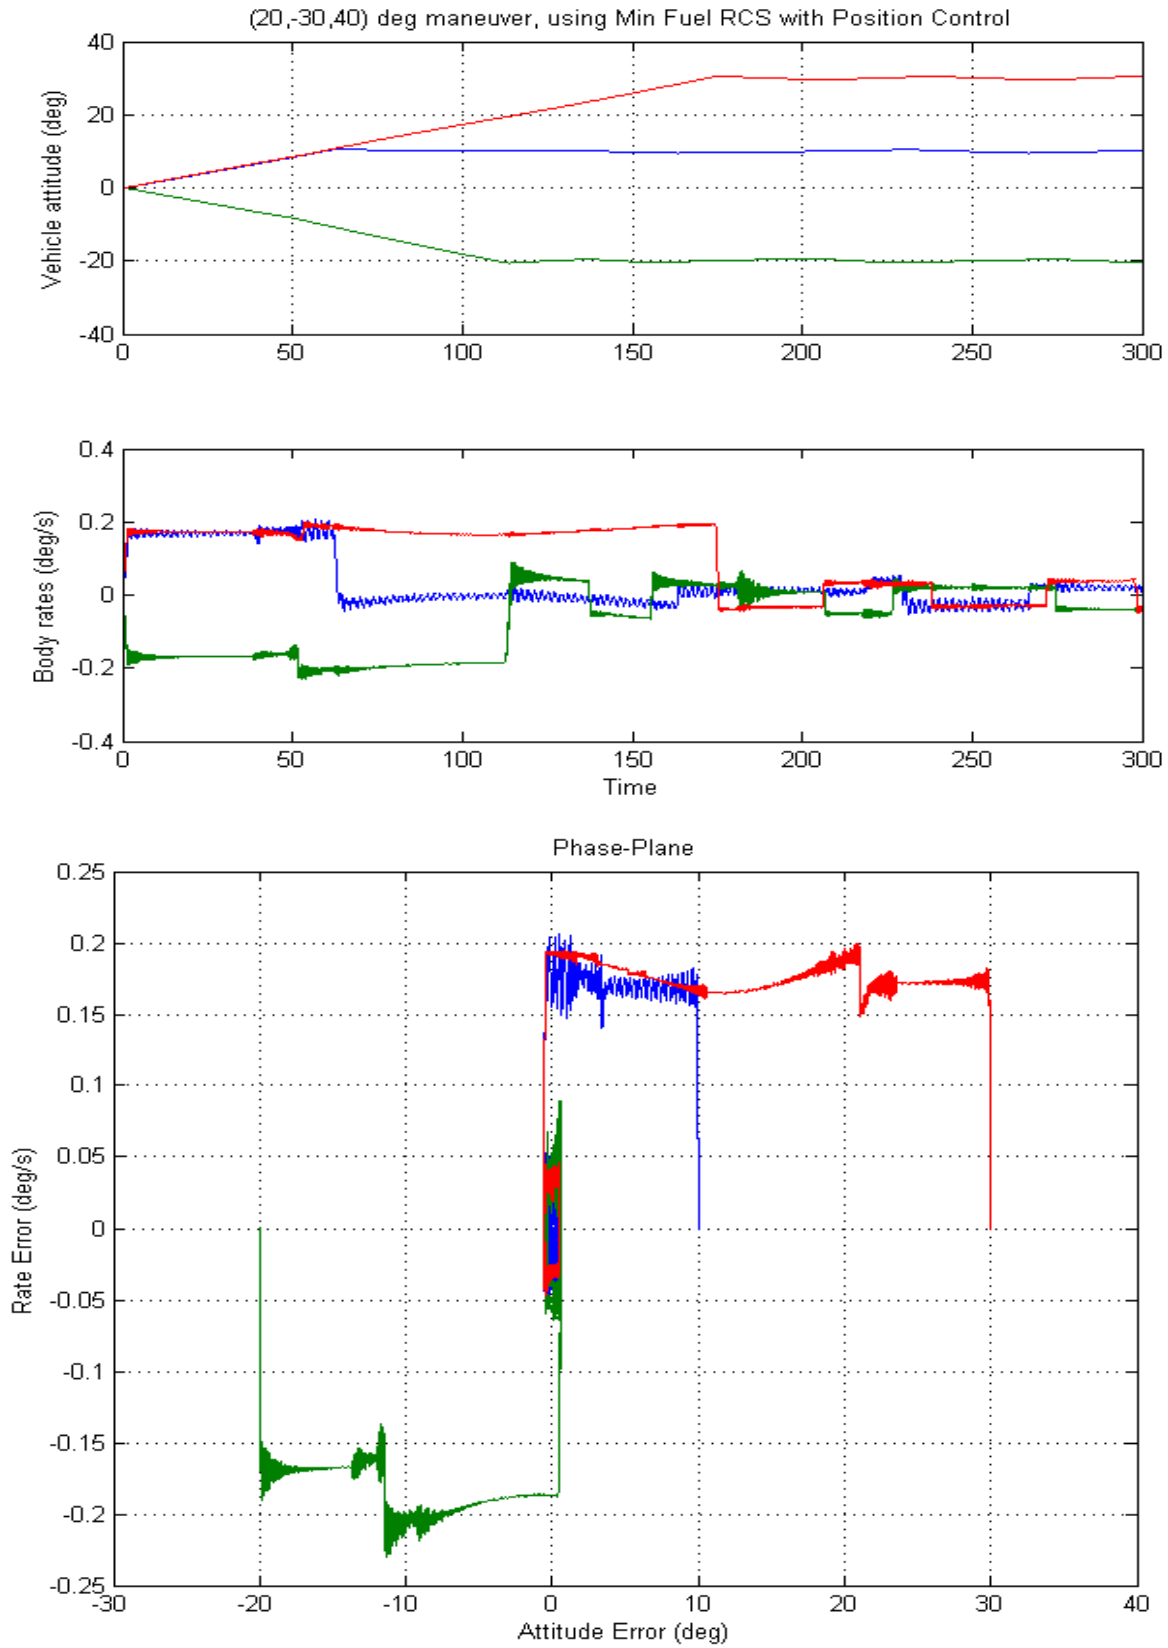 (20,-30,40) deg maneuver, using Min Fuel RCS with Position Control
Vehicle attitude (deg)
40
20
0
-20
-40
0 50 100 150 200 250 300
Body rates (deg/s)
0.4
0.2
0
-0.2
-0.4
0 50 100 150 200 250 300
Time
Phase-Plane
Rate Error (deg/s)
0.25
0.2
0.15
0.1
0.05
0
-0.05
-0.1
-0.15
-0.2
-0.25
-30 -20 -10 0 10 20 30 40
Attitude Error (deg)